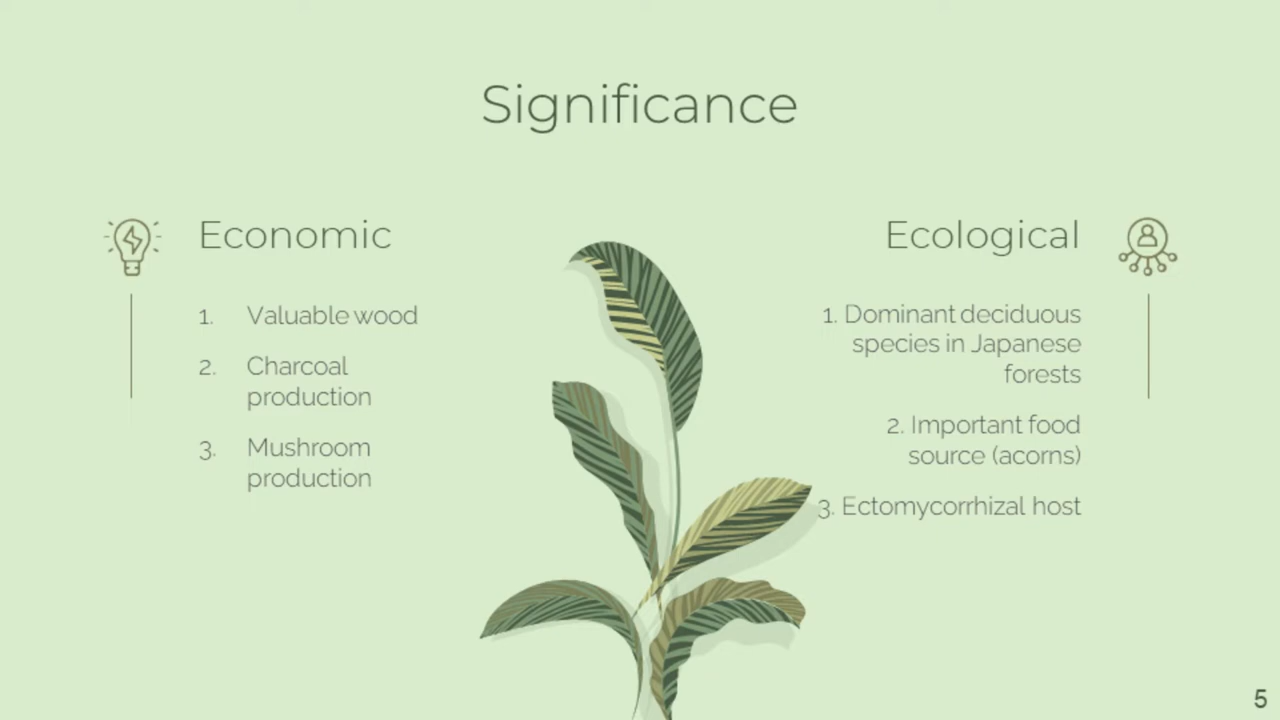 Significance
Economic
1. Valuable wood
2. Charcoal
production
3. Mushroom
production
Ecological
1. Dominant deciduous
species in Japanese
forests
2. Important food
source (acorns)
3. Ectomycorrhizal host
5